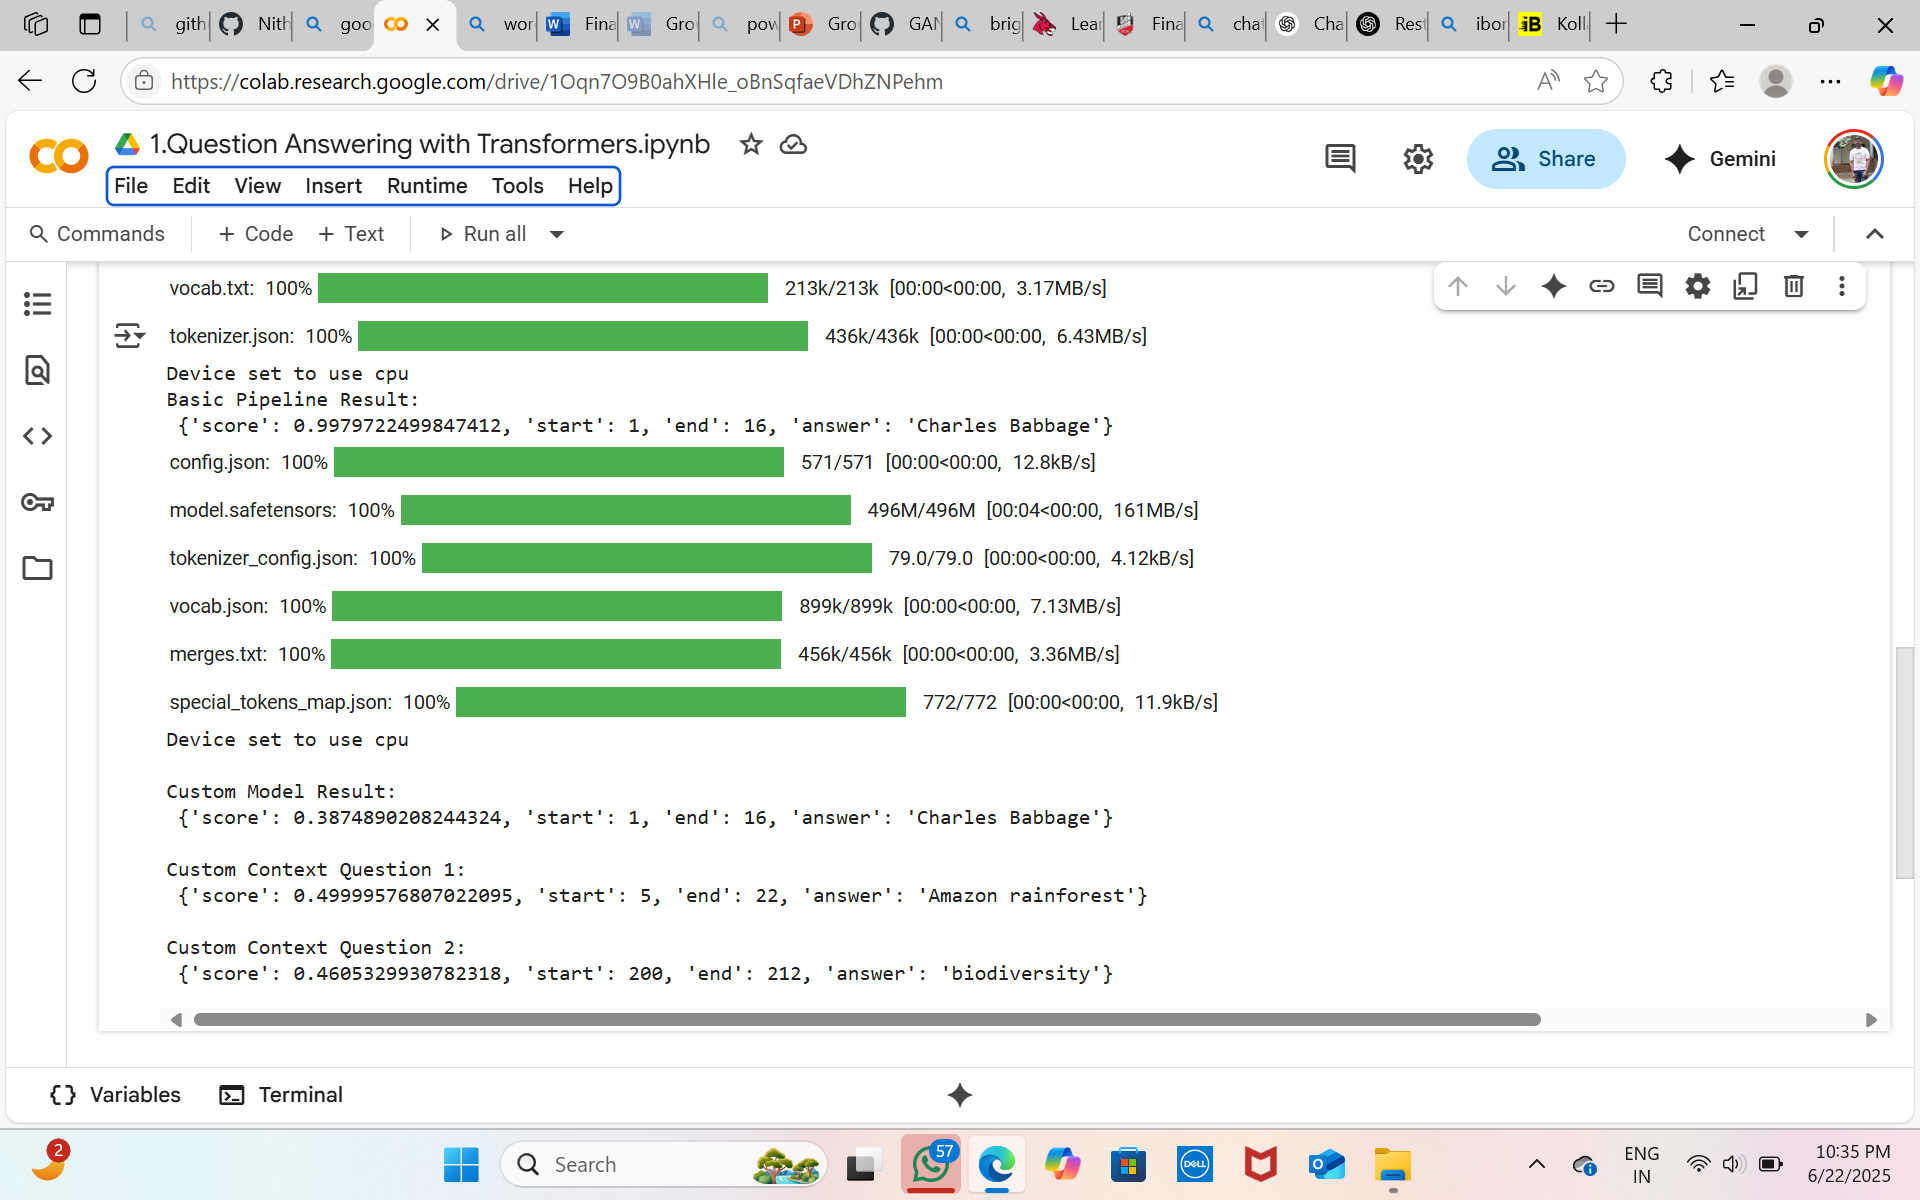 gith
Nith
goo
wor
Fina
Gro
pow
Gro
GAN
brig
Lear
Fina
chat
Cha
Rest
ibor
Koll
https://colab.research.google.com/drive/1Oqn7O9B0ahXHle_oBnSqfaeVDhZNPehm
1.Question Answering with Transformers.ipynb
Share
Gemini
File Edit View Insert Runtime Tools Help
Commands + Code + Text Run all
Connect
vocab.txt: 100% 213k/213k [00:00<00:00, 3.17MB/s]
tokenizer.json: 100% 436k/436k [00:00<00:00, 6.43MB/s]
Device set to use cpu
Basic Pipeline Result:
{'score': 0.9979722499847412, 'start': 1, 'end': 16, 'answer': 'Charles Babbage'}
config.json: 100% 571/571 [00:00<00:00, 12.8kB/s]
model.safetensors: 100% 496M/496M [00:04<00:00, 161MB/s]
tokenizer_config.json: 100% 79.0/79.0 [00:00<00:00, 4.12kB/s]
vocab.json: 100% 899k/899k [00:00<00:00, 7.13MB/s]
merges.txt: 100% 456k/456k [00:00<00:00, 3.36MB/s]
special_tokens_map.json: 100% 772/772 [00:00<00:00, 11.9kB/s]
Device set to use cpu
Custom Model Result:
{'score': 0.3874890208244324, 'start': 1, 'end': 16, 'answer': 'Charles Babbage'}
Custom Context Question 1:
{'score': 0.49999576807022095, 'start': 5, 'end': 22, 'answer': 'Amazon rainforest'}
Custom Context Question 2:
{'score': 0.4605329930782318, 'start': 200, 'end': 212, 'answer': 'biodiversity'}
Variables
Terminal
2
Search
57
DELL
ENG
IN
10:35 PM
6/22/2025